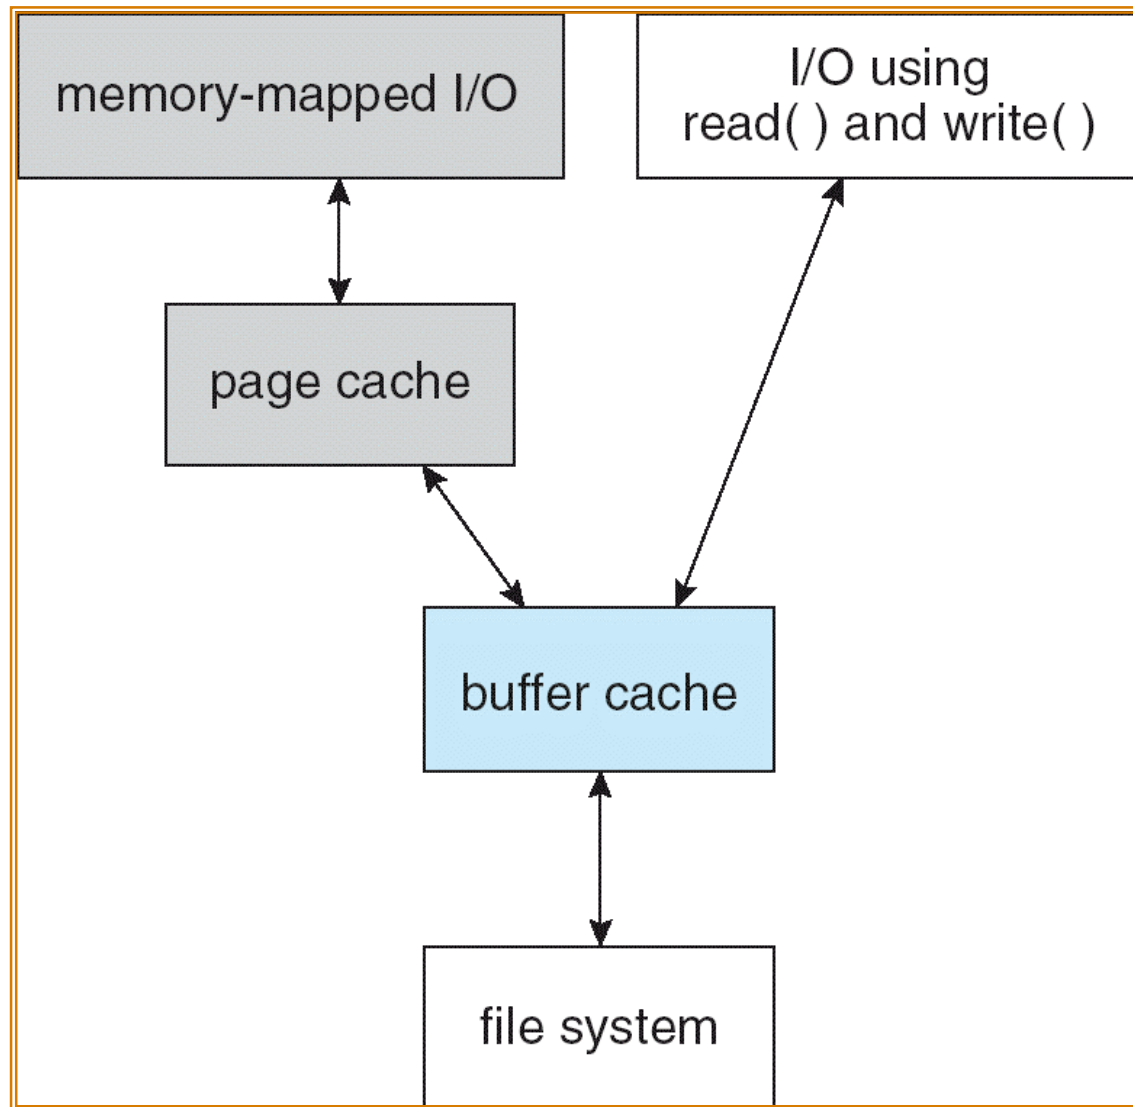 memory-mapped I/O
I/O using
read( ) and write( )
page cache
buffer cache
file system